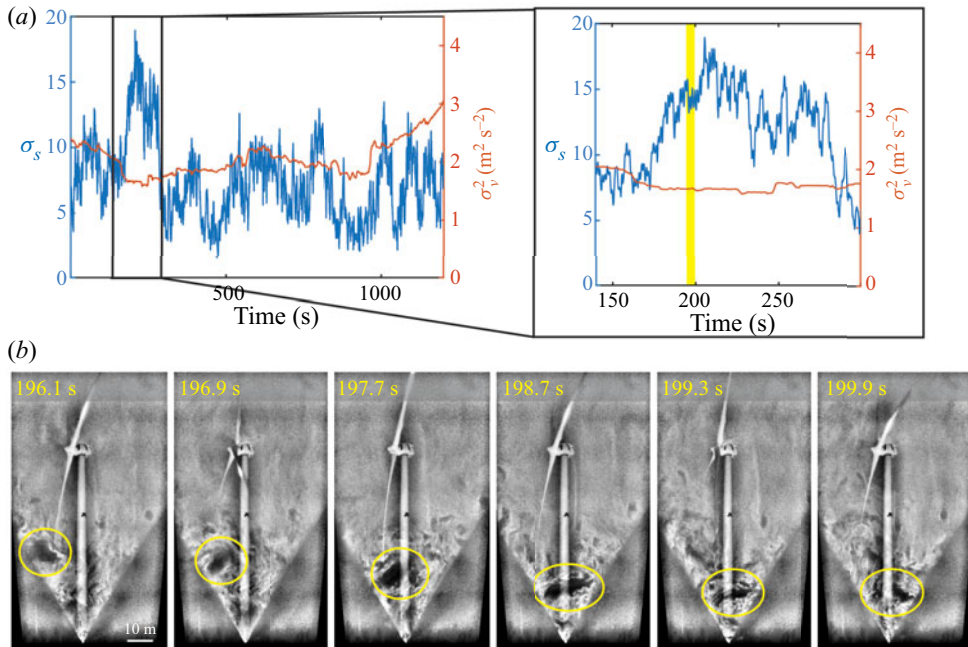 (a)
20
15
10
5
0
σs
4
3
2
1
0
σv² (m² s⁻²)
500
1000
Time (s)
20
15
10
5
0
σs
4
3
2
1
0
σv² (m² s⁻²)
150
200
250
Time (s)
(b)
196.1 s
196.9 s
197.7 s
198.7 s
199.3 s
199.9 s
10 m